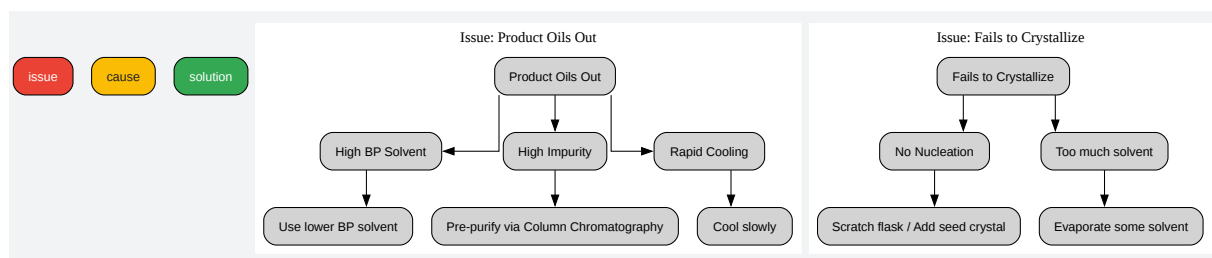 issue
cause
solution
Issue: Product Oils Out
Product Oils Out
High BP Solvent
High Impurity
Rapid Cooling
Use lower BP solvent
Pre-purify via Column Chromatography
Cool slowly
Issue: Fails to Crystallize
Fails to Crystallize
No Nucleation
Too much solvent
Scratch flask / Add seed crystal
Evaporate some solvent